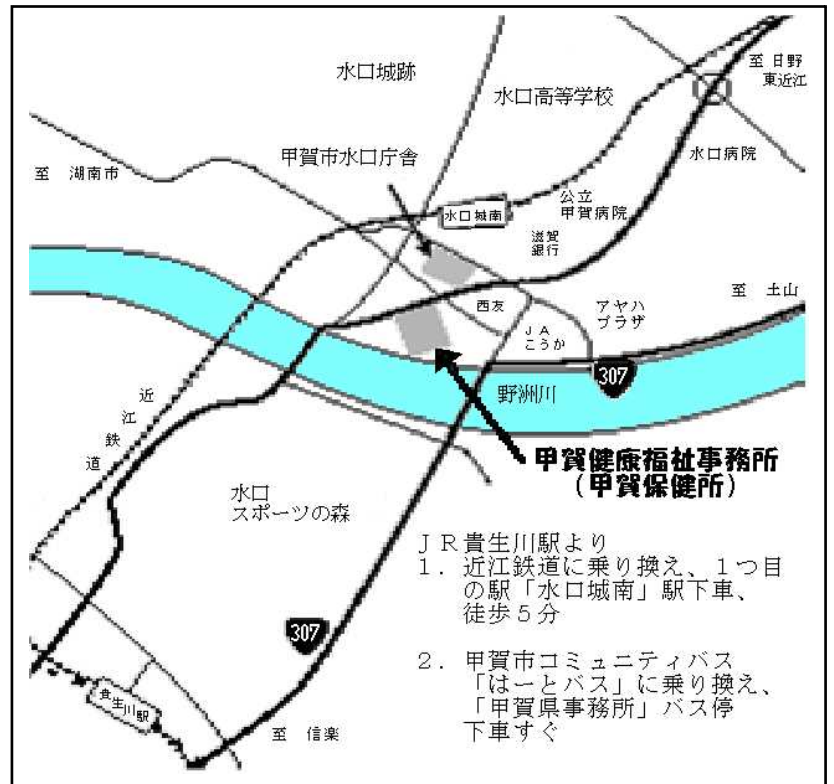 水口城跡
至 日野
東近江
水口高等学校
甲賀市水口庁舎
水口病院
至 湖南市
公立
甲賀病院
水口城南
滋賀
銀行
至 土山
西友
アヤハ
プラザ
ＪＡ
こうか
307
野洲川
近江鉄道
甲賀健康福祉事務所
（甲賀保健所）
水口
スポーツの森
ＪＲ貴生川駅より
１．近江鉄道に乗り換え、１つ目
の駅「水口城南」駅下車、
徒歩５分
307
２．甲賀市コミュニティバス
「はーとバス」に乗り換え、
「甲賀県事務所」バス停
下車すぐ
貴生川駅
至 信楽